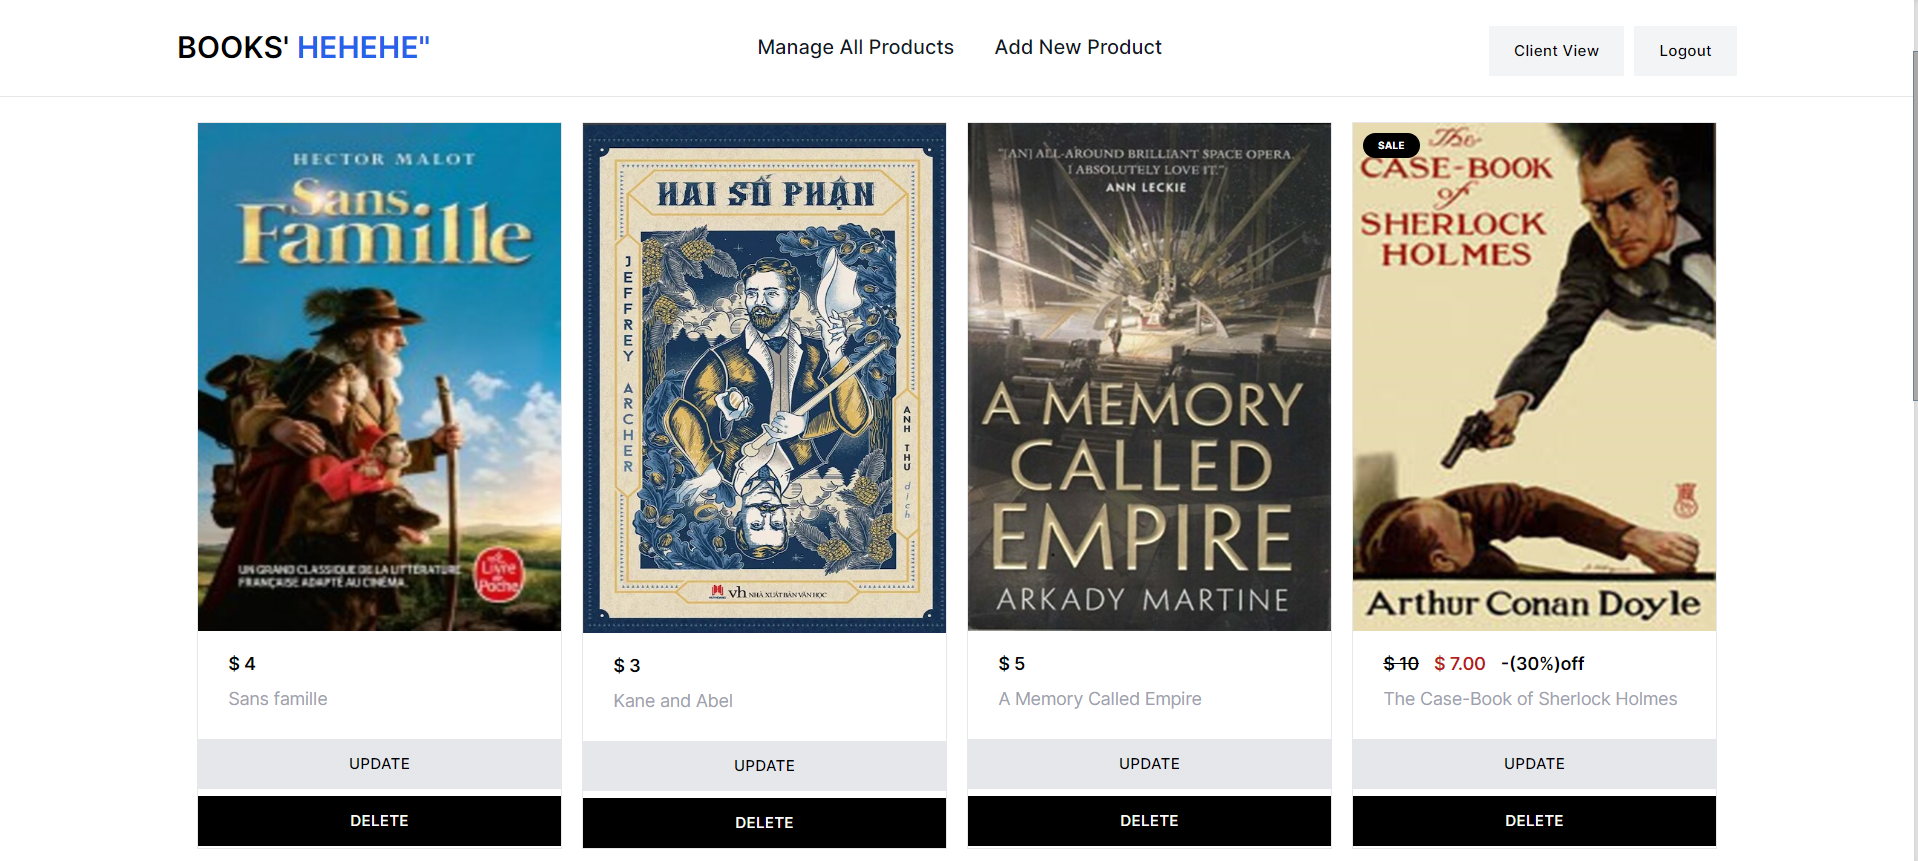 BOOKS' HEHEHE"
Manage All Products
Add New Product
Client View
Logout
HECTOR MALOT
Sans
Famille
UN GRAND CLASSIQUE DE LA LITTÉRATURE
FRANÇAISE ADAPTÉ AU CINÉMA.
Le
Livre
de
Poche
$ 4
Sans famille
UPDATE
DELETE
HAI SỐ PHẬN
JEFFREY ARCHER
ANH THƯ dịch
vh NHÀ XUẤT BẢN VĂN HỌC
$ 3
Kane and Abel
UPDATE
DELETE
"[AN] ALL-AROUND BRILLIANT SPACE OPERA.
I ABSOLUTELY LOVE IT."
ANN LECKIE
A MEMORY
CALLED
EMPIRE
ARKADY MARTINE
$ 5
A Memory Called Empire
UPDATE
DELETE
SALE
The
CASE-BOOK
of
SHERLOCK
HOLMES
Arthur Conan Doyle
$ 10 $ 7.00 -(30%)off
The Case-Book of Sherlock Holmes
UPDATE
DELETE